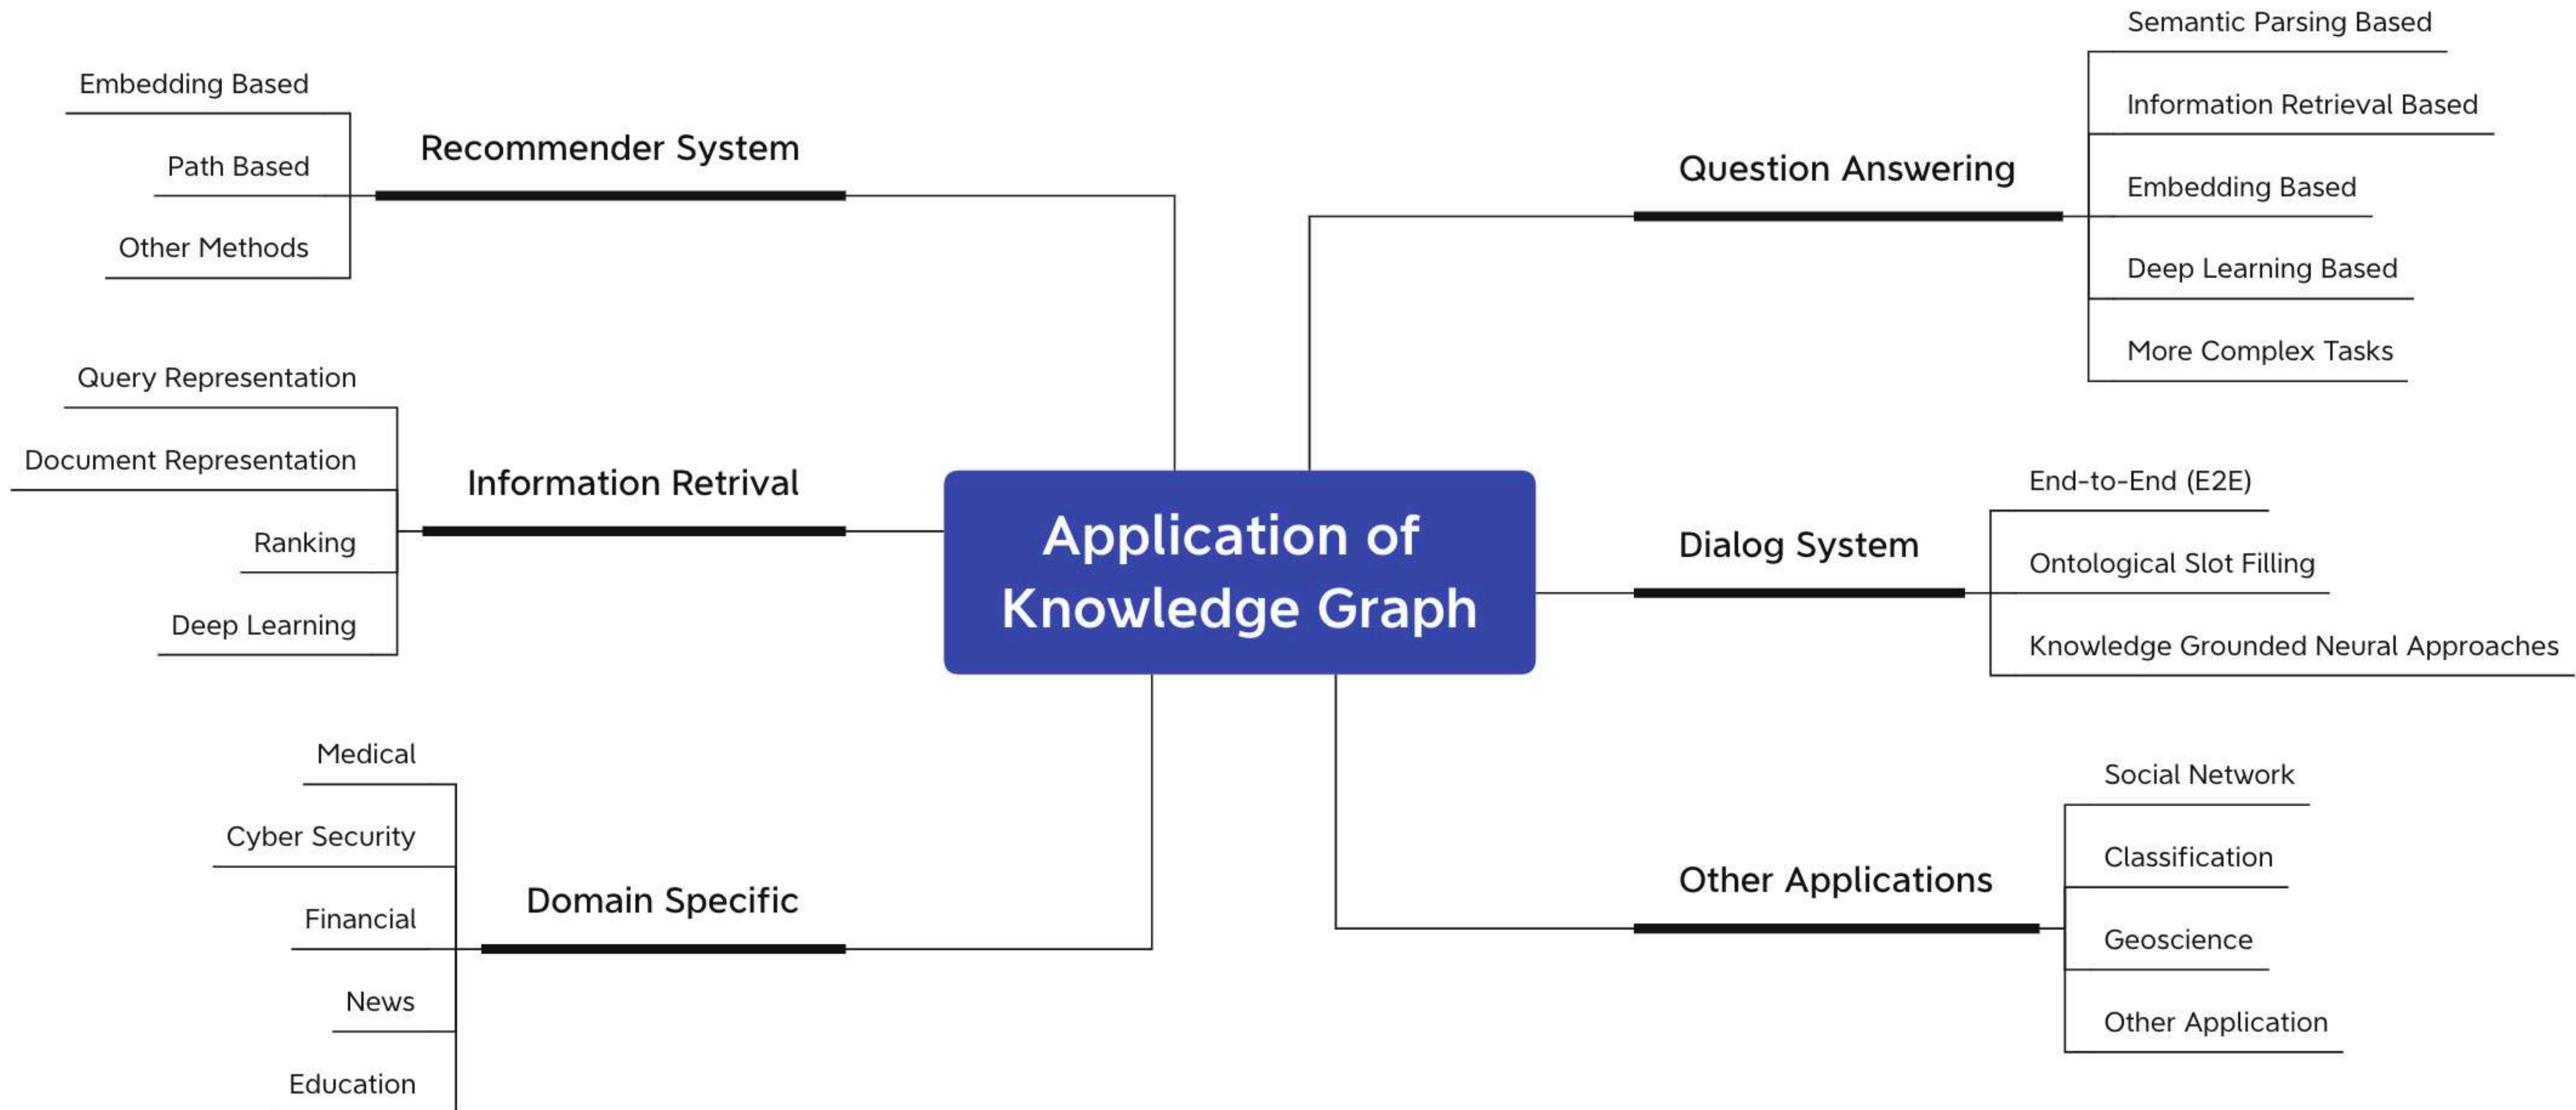 Application of
Knowledge Graph
Recommender System
Embedding Based
Path Based
Other Methods
Information Retrival
Query Representation
Document Representation
Ranking
Deep Learning
Domain Specific
Medical
Cyber Security
Financial
News
Education
Question Answering
Semantic Parsing Based
Information Retrieval Based
Embedding Based
Deep Learning Based
More Complex Tasks
Dialog System
End-to-End (E2E)
Ontological Slot Filling
Knowledge Grounded Neural Approaches
Other Applications
Social Network
Classification
Geoscience
Other Application